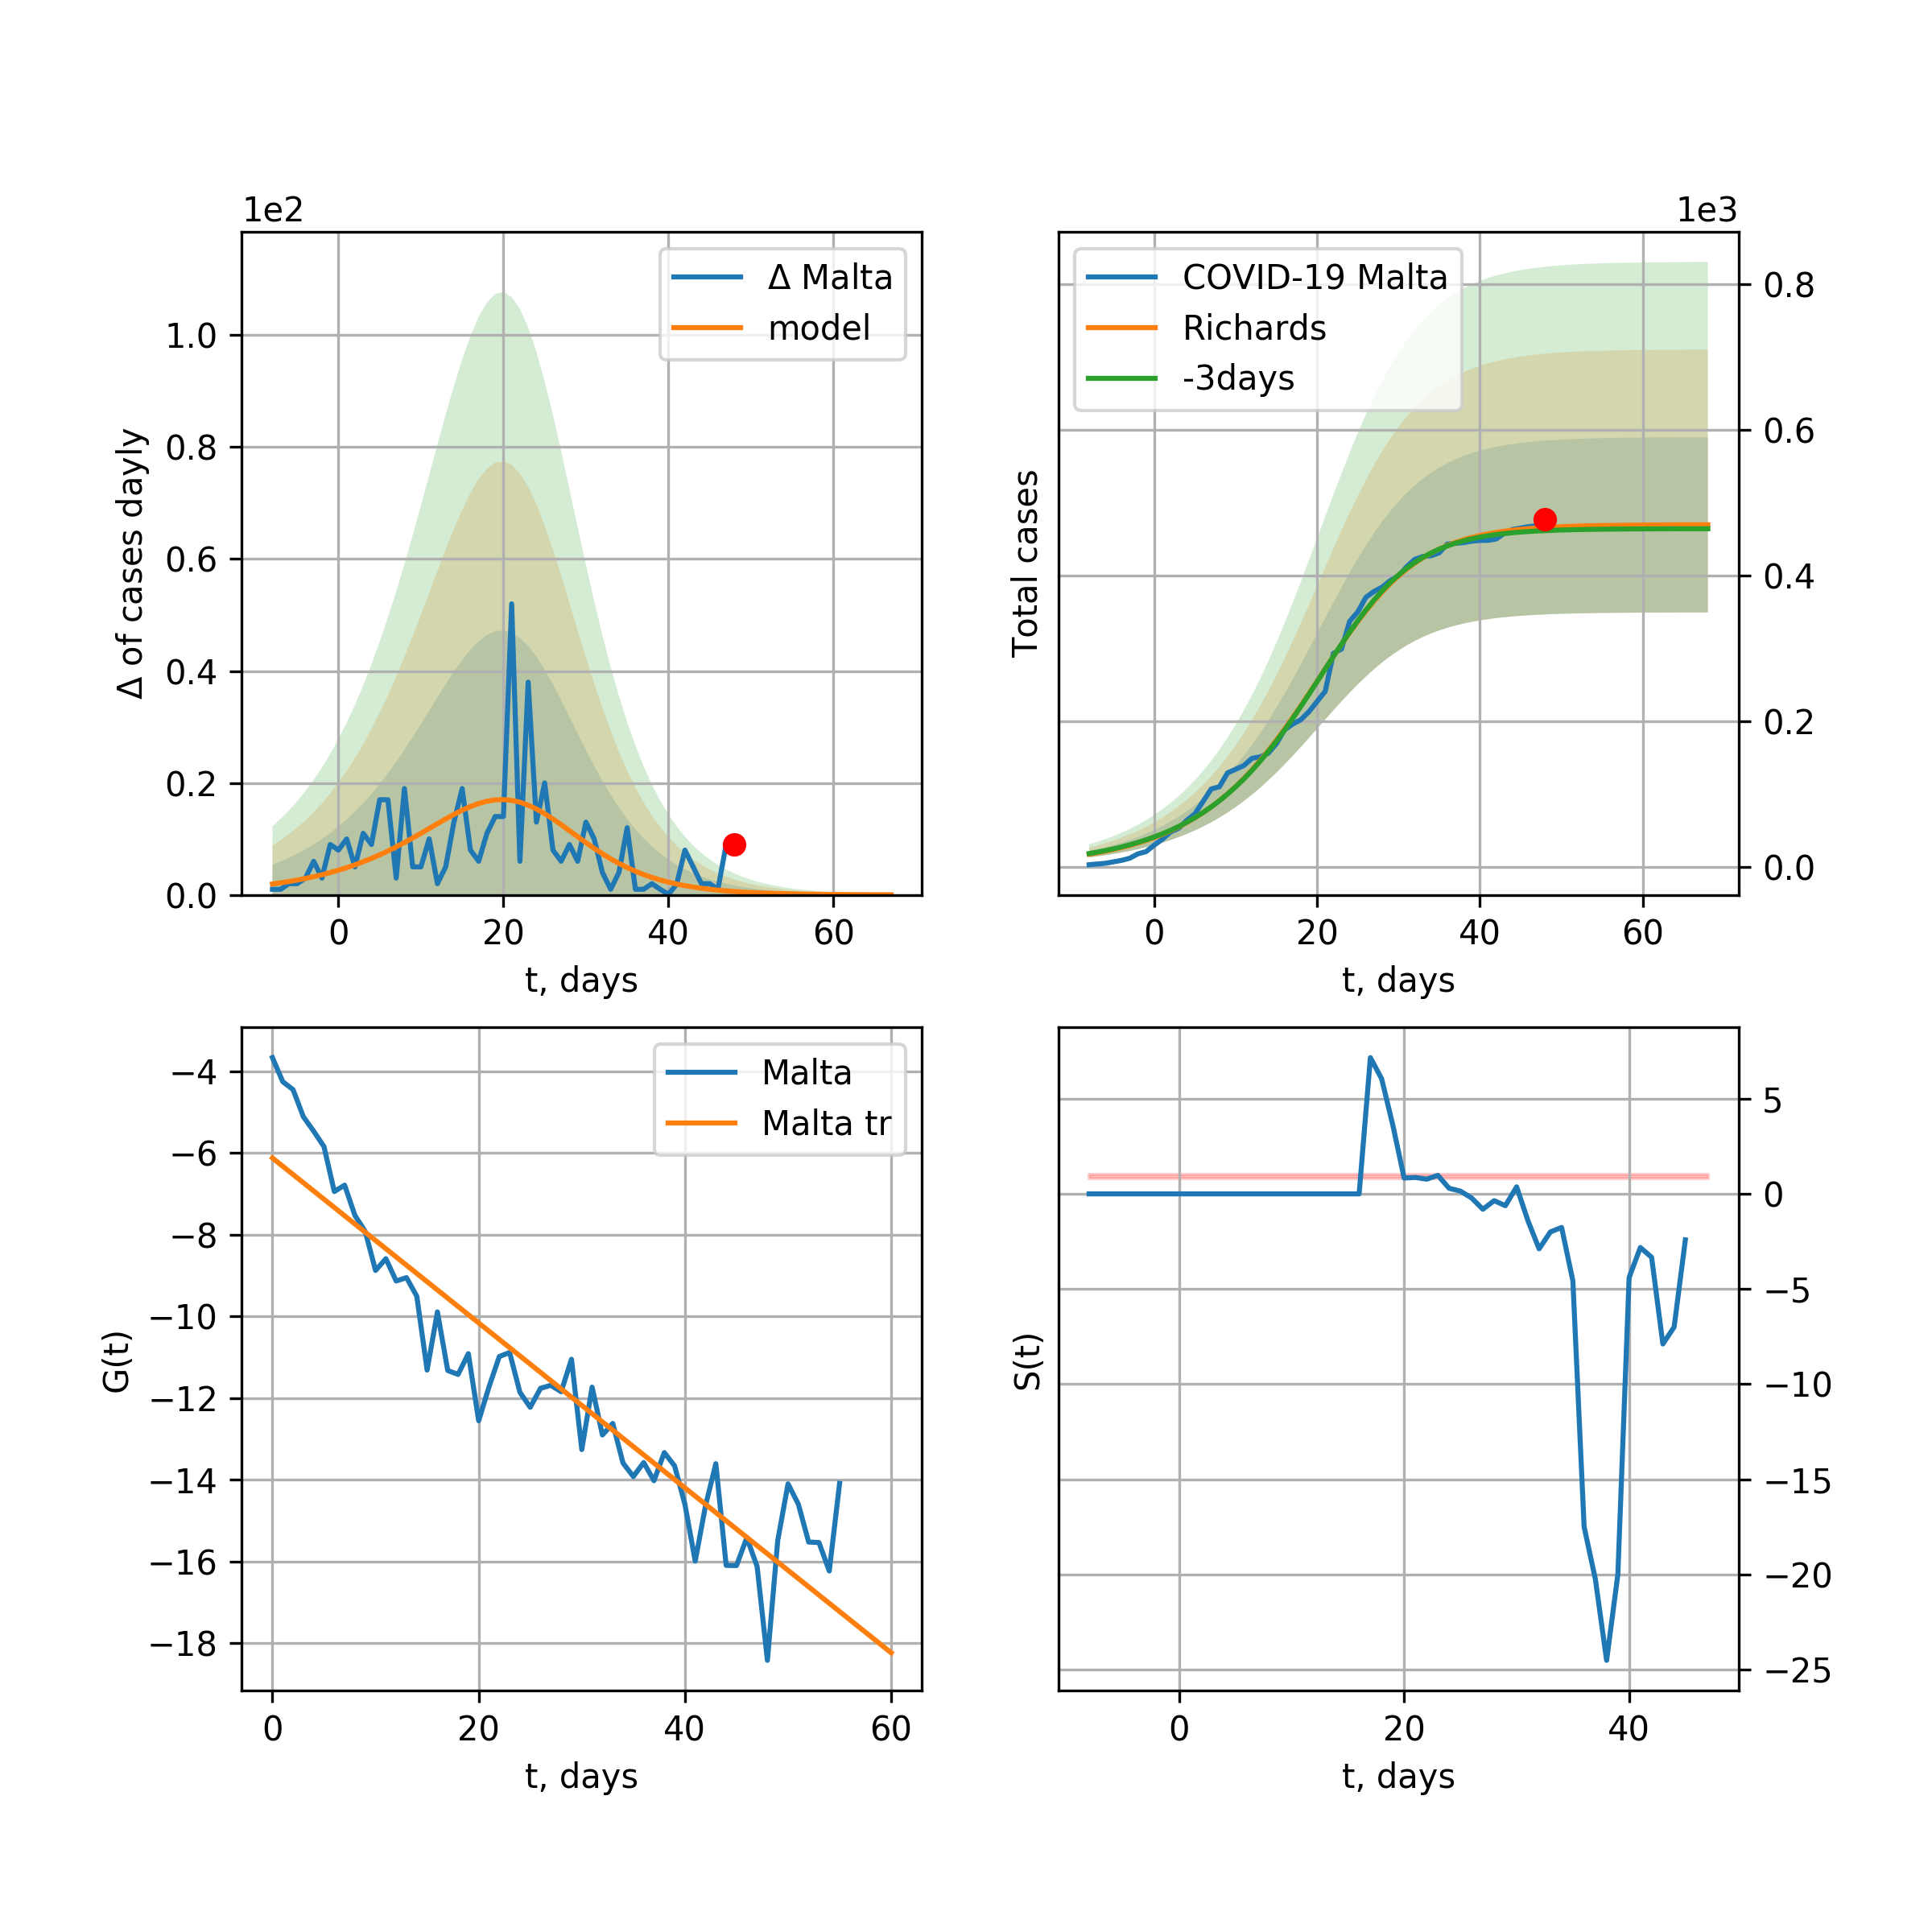 1e2
Δ Malta
model
1.0
0.8
0.6
0.4
0.2
0.0
Δ of cases dayly
0
20
40
60
t, days
1e3
COVID-19 Malta
Richards
-3days
0.8
0.6
0.4
0.2
0.0
Total cases
0
20
40
60
t, days
Malta
Malta tr
−4
−6
−8
−10
−12
−14
−16
−18
G(t)
0
20
40
60
t, days
5
0
−5
−10
−15
−20
−25
S(t)
0
20
40
t, days